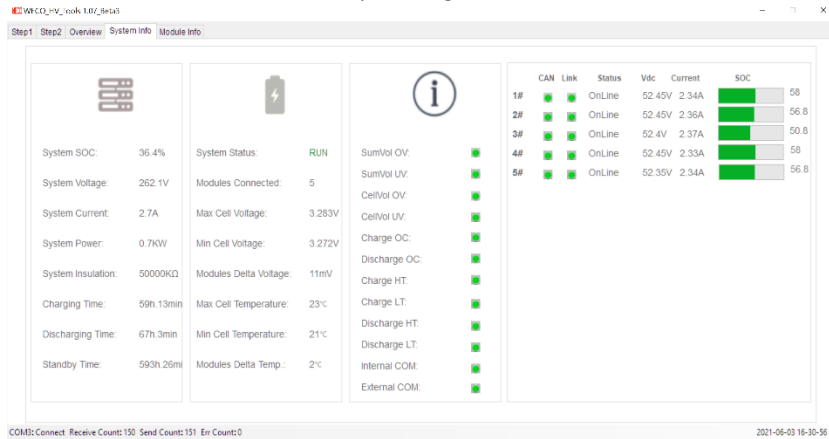 WECO_HV_Tools 1.07_Beta3
Step1 Step2 Overview System Info Module Info
System SOC: 36.4%
System Voltage: 262.1V
System Current: 2.7A
System Power: 0.7KW
System Insulation: 50000KΩ
Charging Time: 59h.13min
Discharging Time: 67h.3min
Standby Time: 593h.26mi
System Status: RUN
Modules Connected: 5
Max Cell Voltage: 3.283V
Min Cell Voltage: 3.272V
Modules Delta Voltage: 11mV
Max Cell Temperature: 23℃
Min Cell Temperature: 21℃
Modules Delta Temp.: 2℃
i
SumVol OV:
SumVol UV:
CellVol OV:
CellVol UV:
Charge OC:
Discharge OC:
Charge HT:
Charge LT:
Discharge HT:
Discharge LT:
Internal COM:
External COM:
CAN Link Status Vdc Current SOC
1# OnLine 52.45V 2.34A 58
2# OnLine 52.45V 2.36A 56.8
3# OnLine 52.4V 2.37A 50.8
4# OnLine 52.45V 2.33A 58
5# OnLine 52.35V 2.34A 56.8
COM3: Connect Receive Count: 150 Send Count: 151 Err Count: 0
2021-06-03 16-30-56